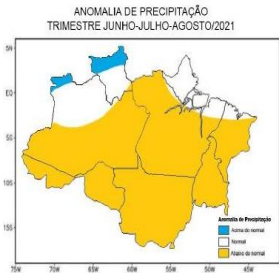 ANOMALIA DE PRECIPITAÇÃO
TRIMESTRE JUNHO-JULHO-AGOSTO/2021
5N
EQ
5S
10S
15S
75W
70W
65W
60W
55W
50W
45W
Anomalia de Precipitação
Acima do normal
Normal
Abaixo do normal